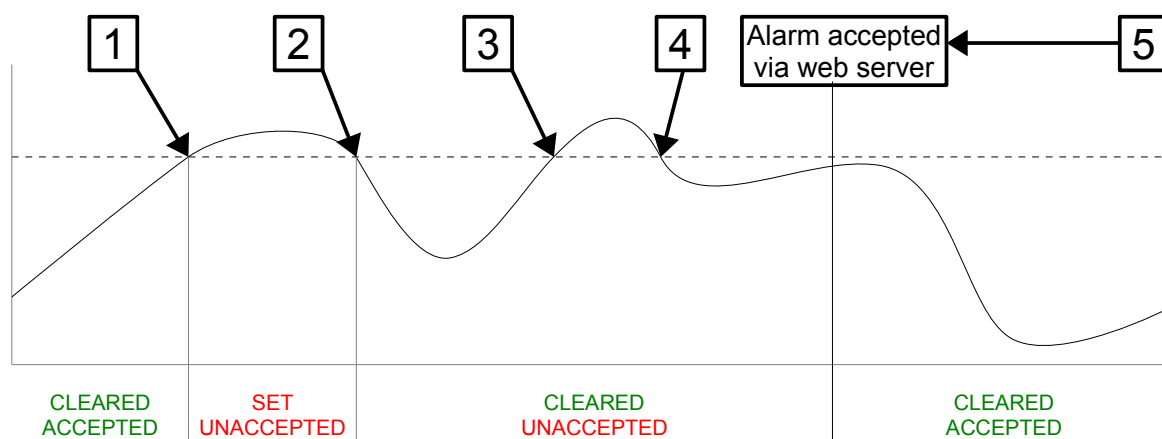 1
2
3
4
Alarm accepted
via web server
5
CLEARED
ACCEPTED
SET
UNACCEPTED
CLEARED
UNACCEPTED
CLEARED
ACCEPTED